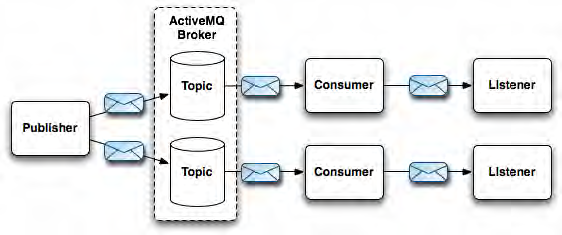 ActiveMQ
Broker
Topic
Consumer
Listener
Publisher
Topic
Consumer
Listener